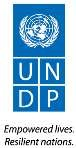 U N
D P
Empowered lives.
Resilient nations.